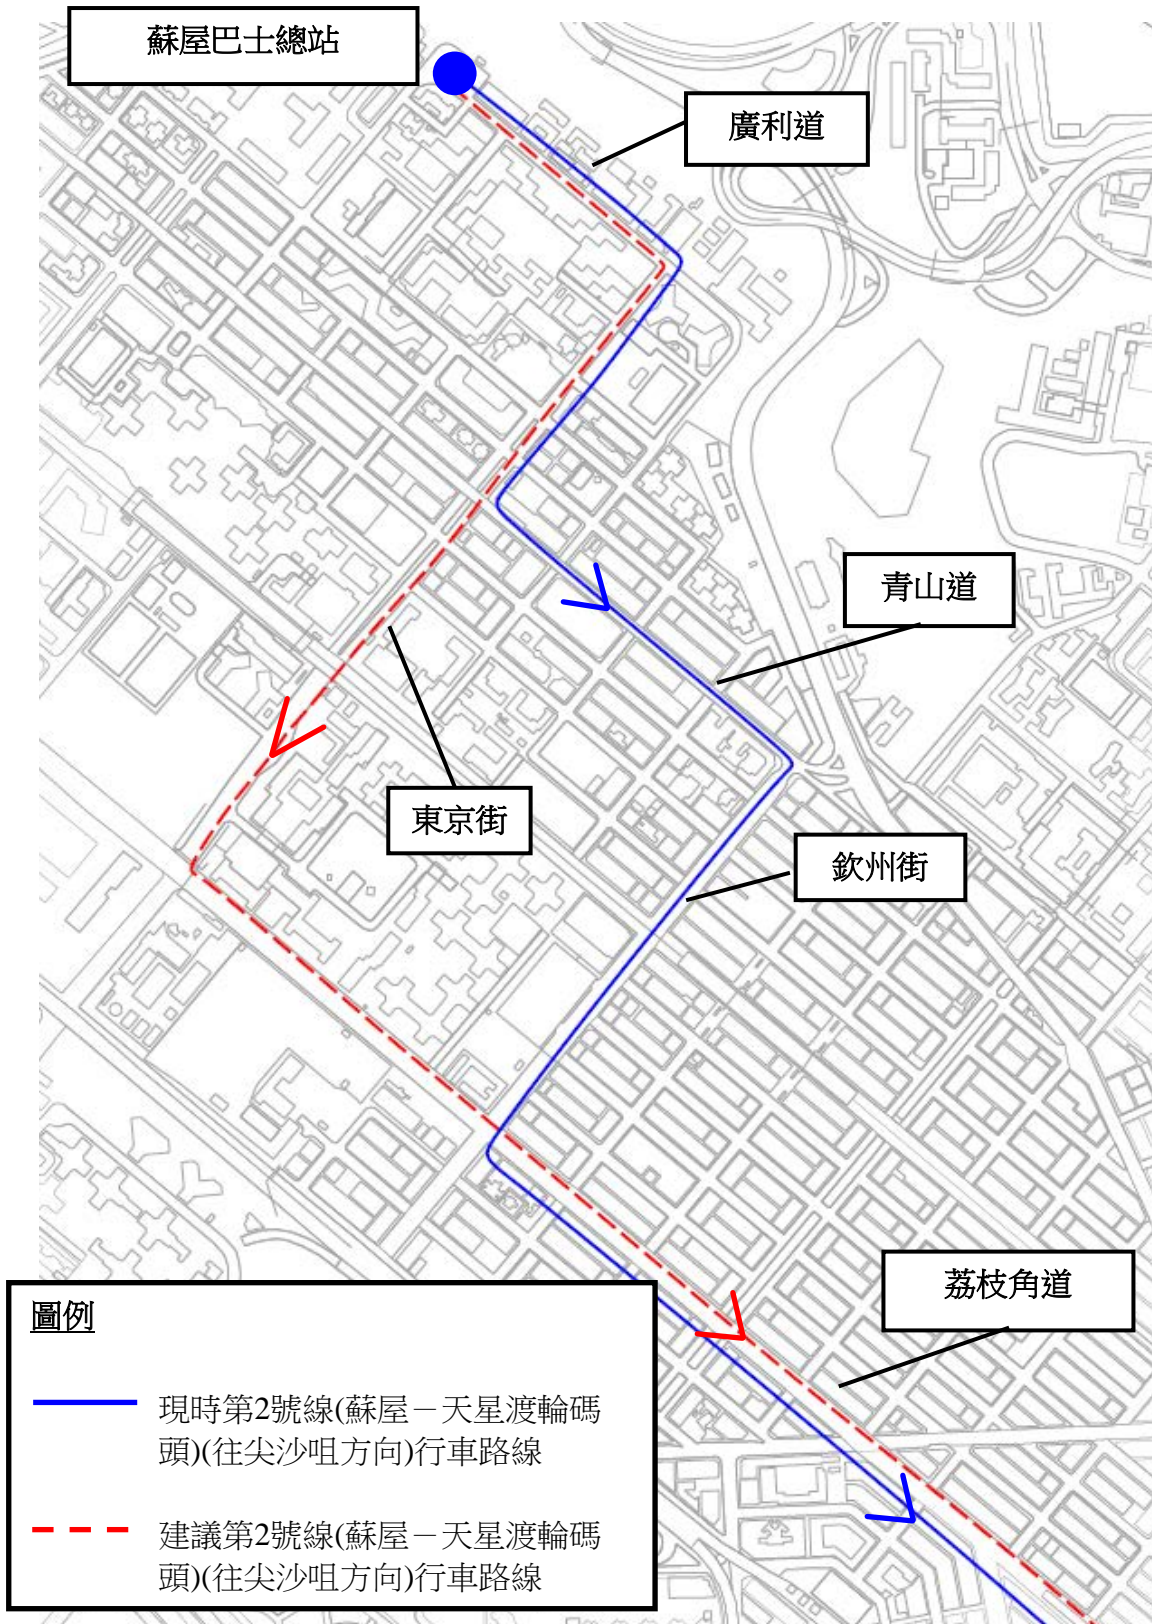 蘇屋巴士總站
廣利道
青山道
東京街
欽州街
荔枝角道
圖例
現時第2號線(蘇屋－天星渡輪碼
頭)(往尖沙咀方向)行車路線
建議第2號線(蘇屋－天星渡輪碼
頭)(往尖沙咀方向)行車路線